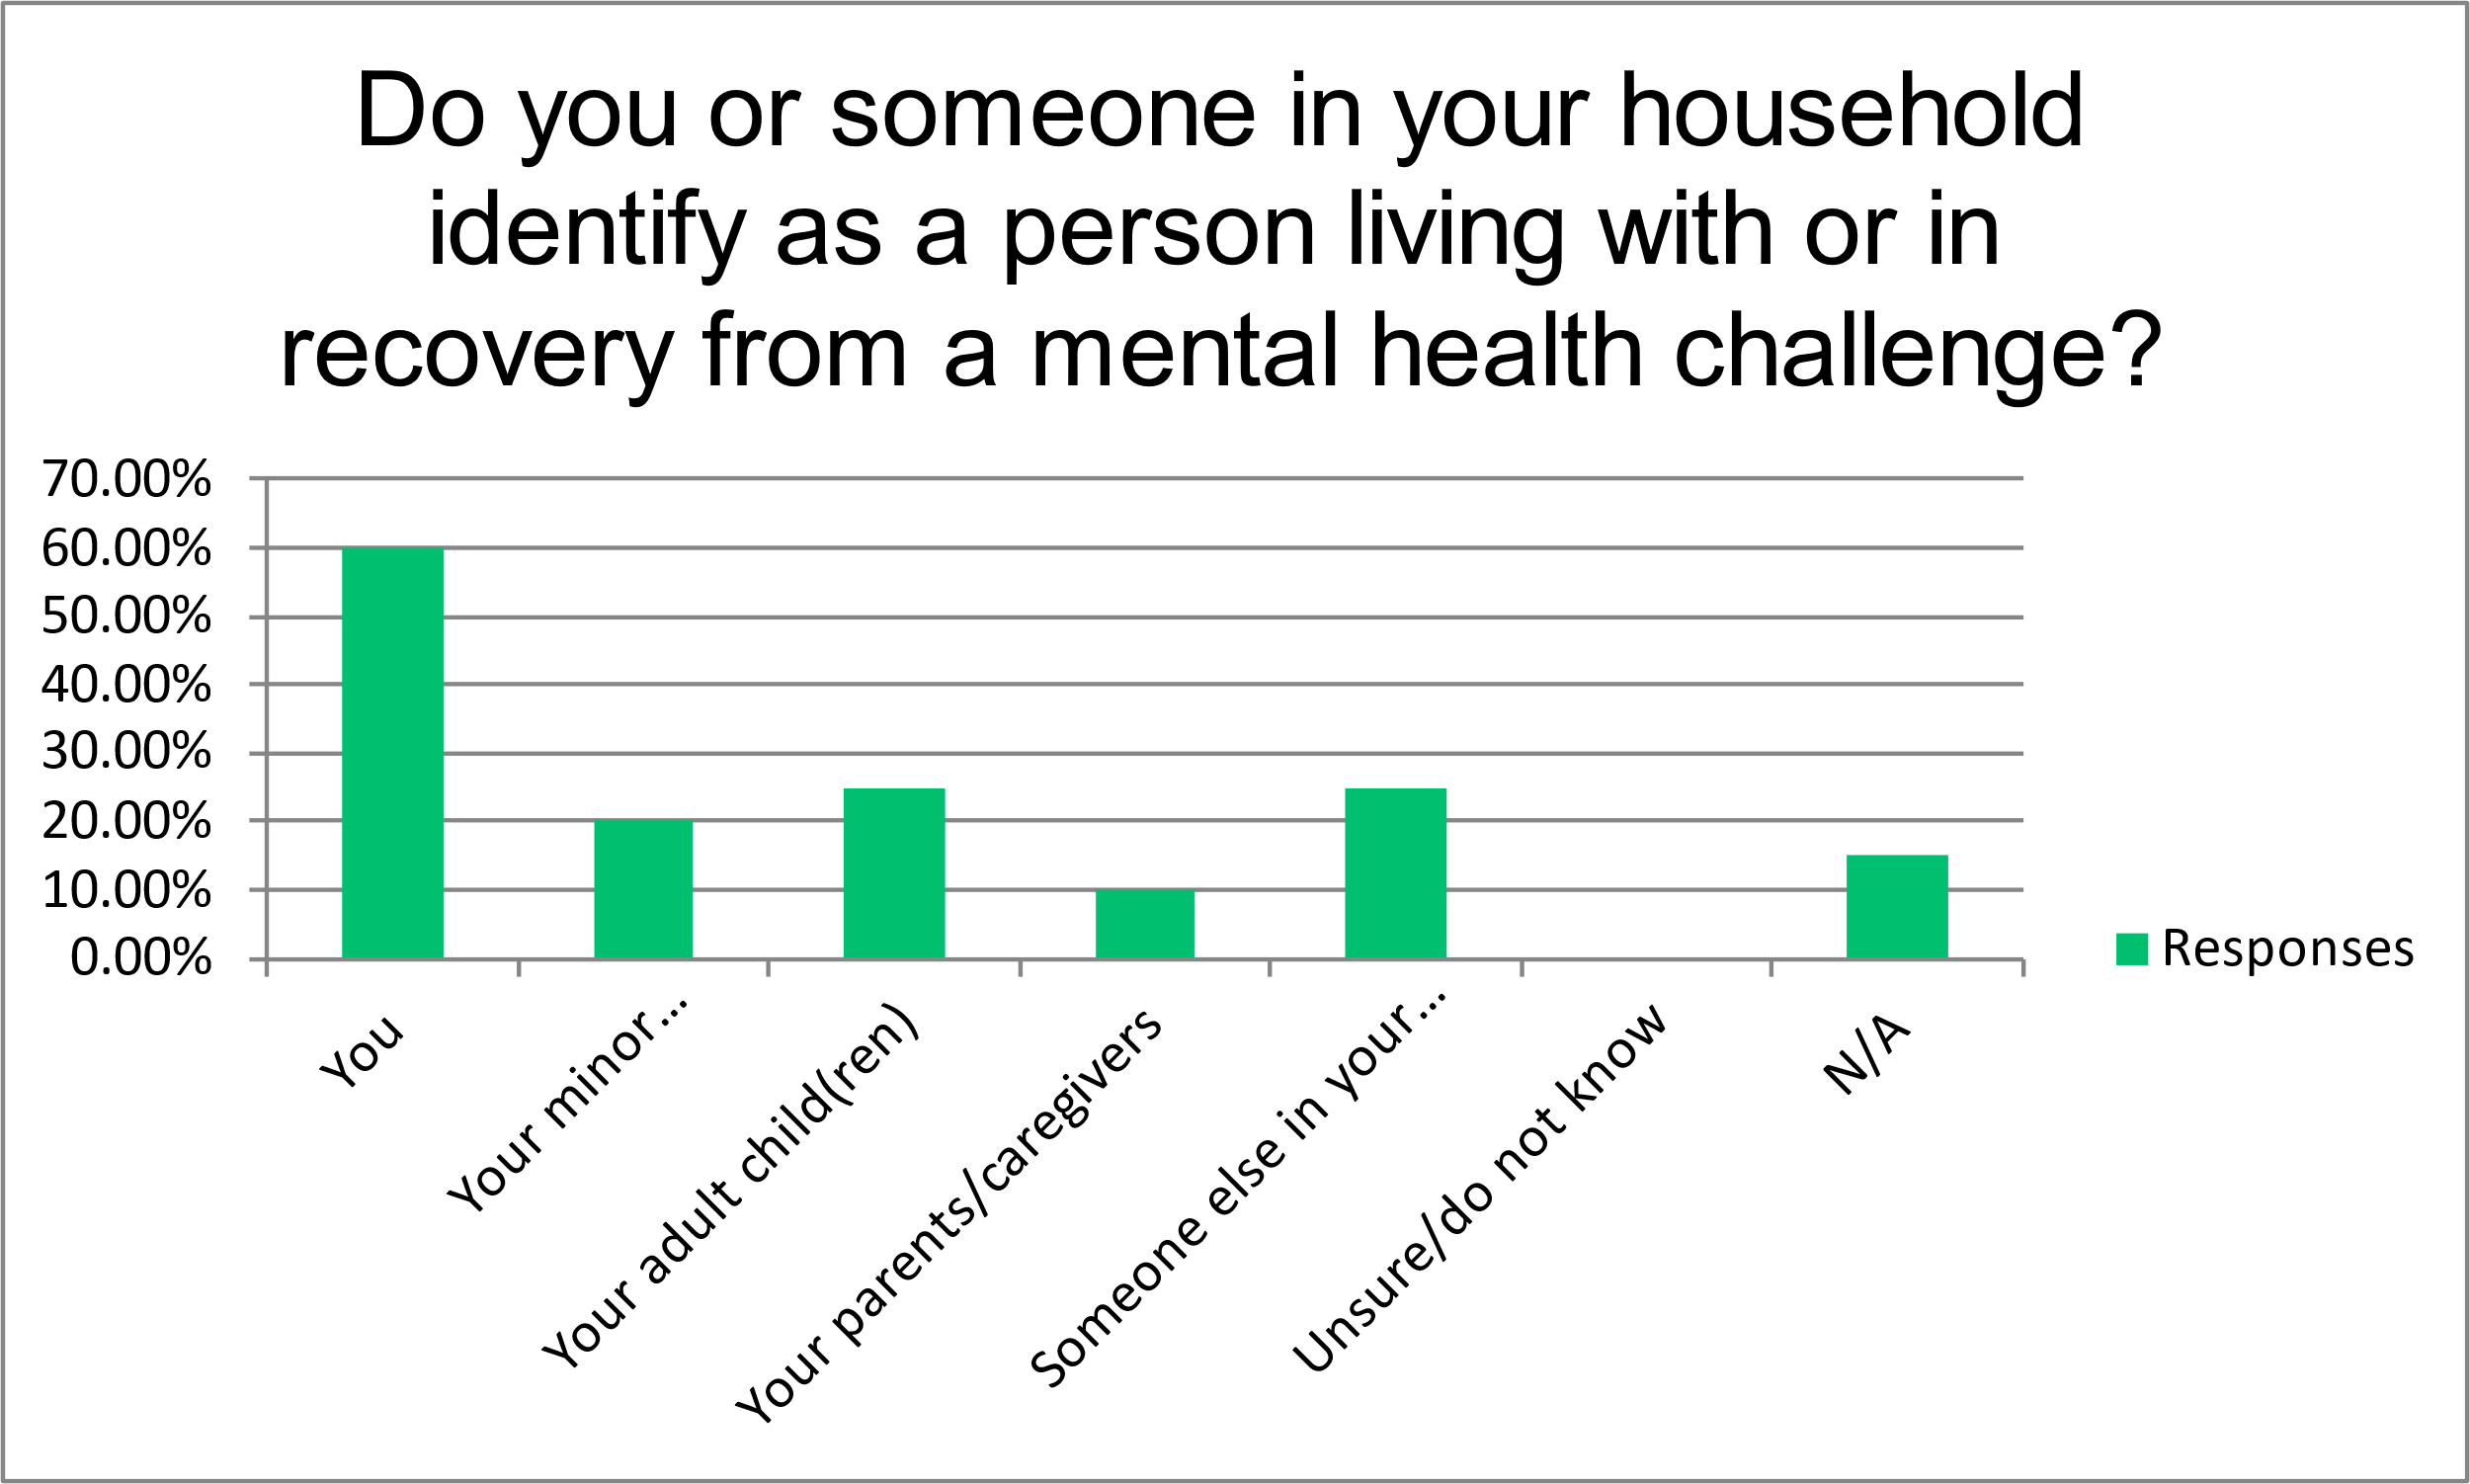 Do you or someone in your household
identify as a person living with or in
recovery from a mental health challenge?
70.00%
60.00%
50.00%
40.00%
30.00%
20.00%
10.00%
0.00%
You
Your minor...
Your adult child(ren)
Your parents/caregivers
Someone else in your...
Unsure/do not know
N/A
Responses